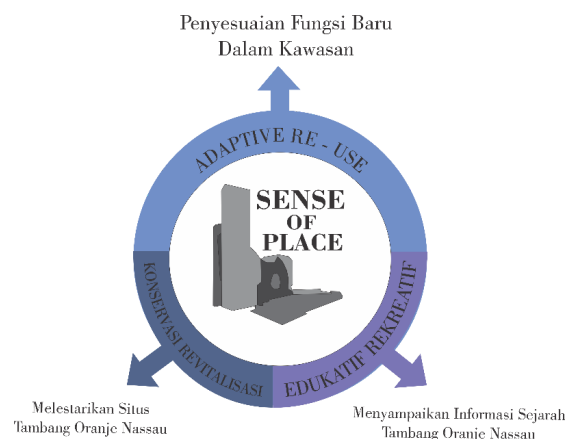 Penyesuaian Fungsi Baru
Dalam Kawasan
ADAPTIVE RE - USE
SENSE
OF
PLACE
KONSERVASI REVITALISASI
EDUKATIF REKREATIF
Melestarikan Situs
Tambang Oranje Nassau
Menyampaikan Informasi Sejarah
Tambang Oranje Nassau